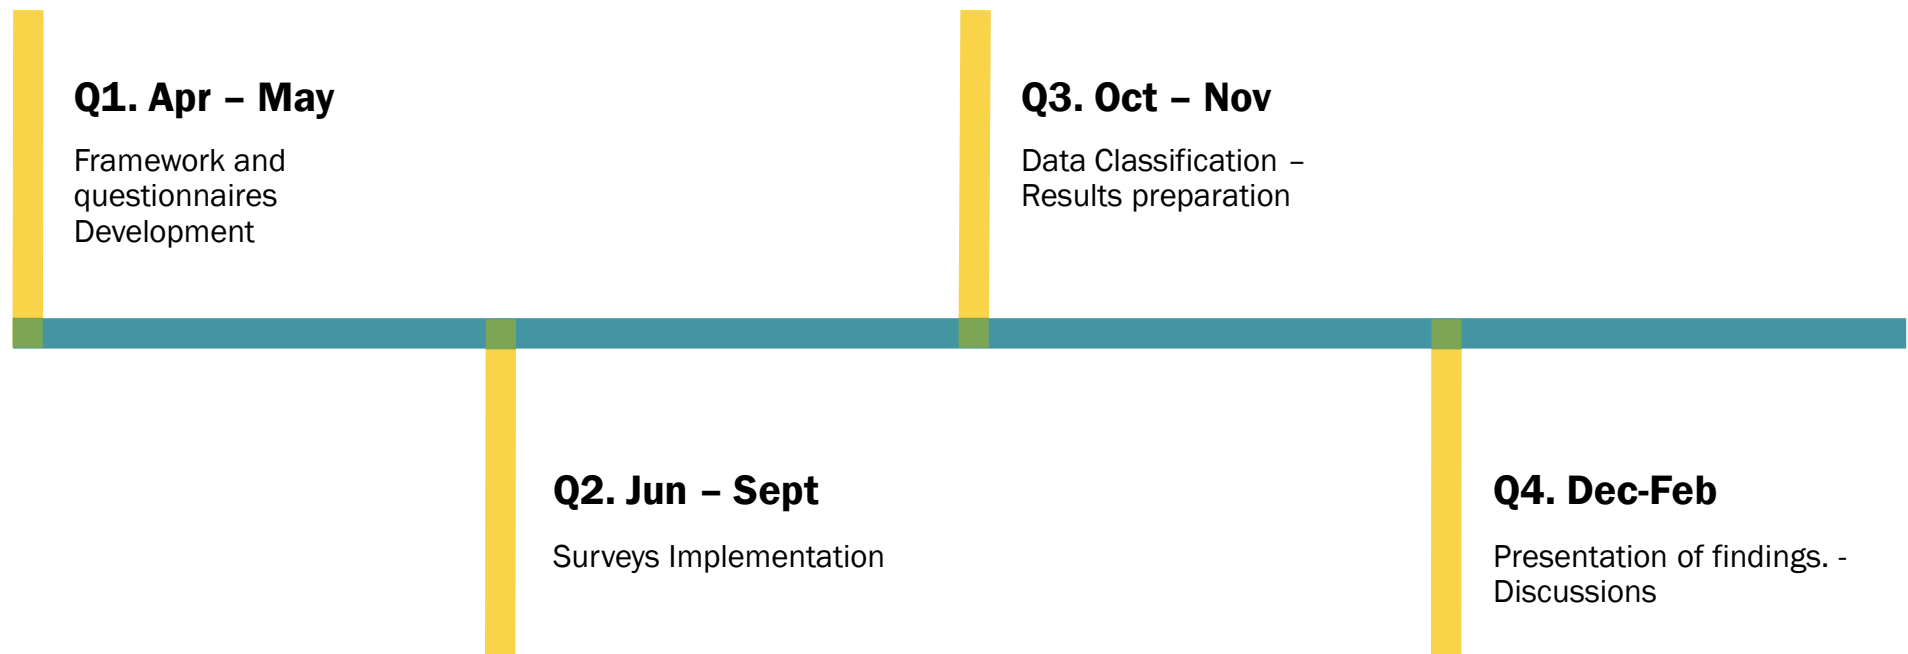 Q1. Apr – May
Framework and
questionnaires
Development
Q2. Jun – Sept
Surveys Implementation
Q3. Oct – Nov
Data Classification –
Results preparation
Q4. Dec-Feb
Presentation of findings. -
Discussions